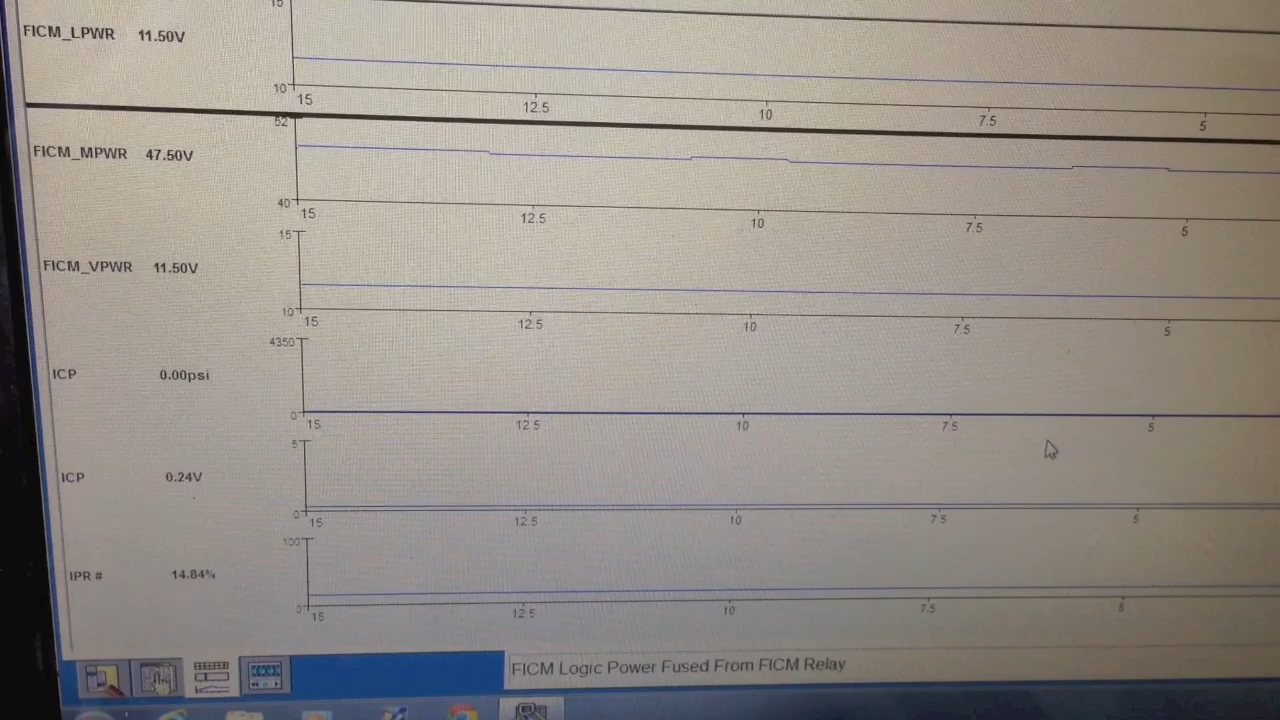 15
FICM_LPWR 11.50V
10
15 12.5 10 7.5 5
52
FICM_MPWR 47.50V
40
15 12.5 10 7.5 5
15
FICM_VPWR 11.50V
10
15 12.5 10 7.5 5
4350
ICP 0.00psi
0
15 12.5 10 7.5 5
5
ICP 0.24V
0
15 12.5 10 7.5 5
100
IPR # 14.84%
0
15 12.5 10 7.5 5
FICM Logic Power Fused From FICM Relay